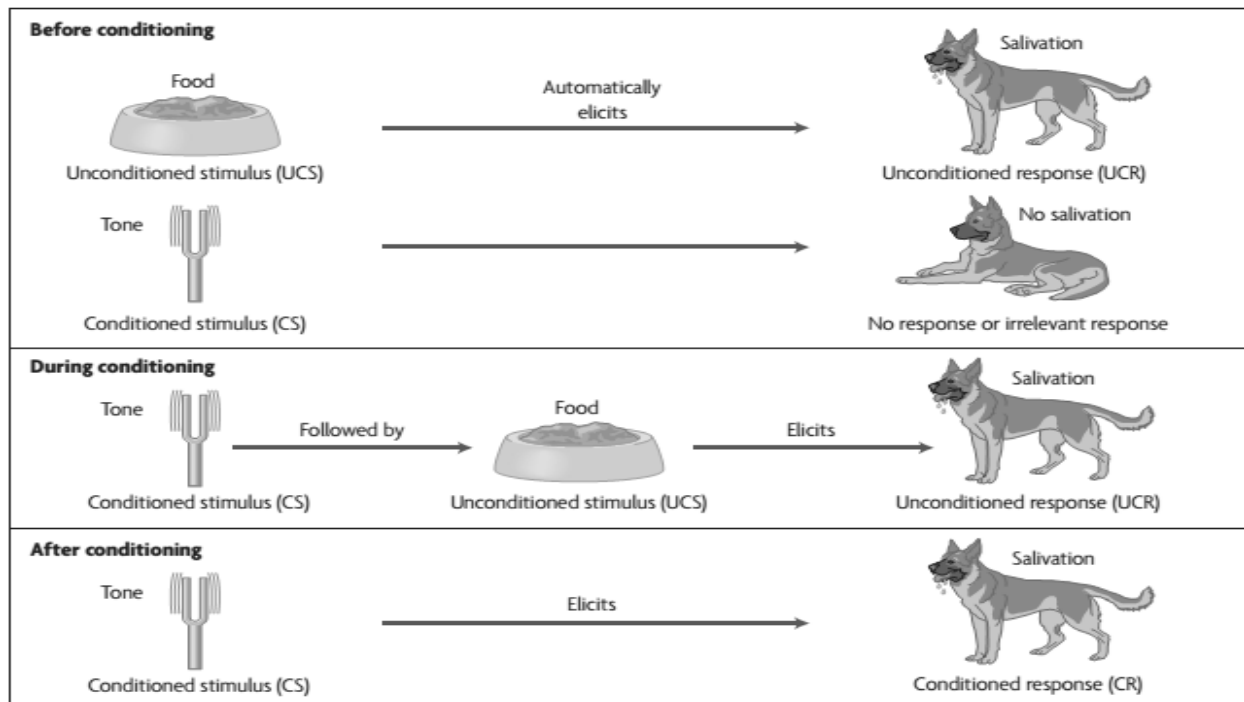 Before conditioning
Food
Automatically
elicits
Salivation
Unconditioned stimulus (UCS)
Unconditioned response (UCR)
Tone
No salivation
Conditioned stimulus (CS)
No response or irrelevant response
During conditioning
Tone
Followed by
Food
Elicits
Salivation
Conditioned stimulus (CS)
Unconditioned stimulus (UCS)
Unconditioned response (UCR)
After conditioning
Tone
Elicits
Salivation
Conditioned stimulus (CS)
Conditioned response (CR)